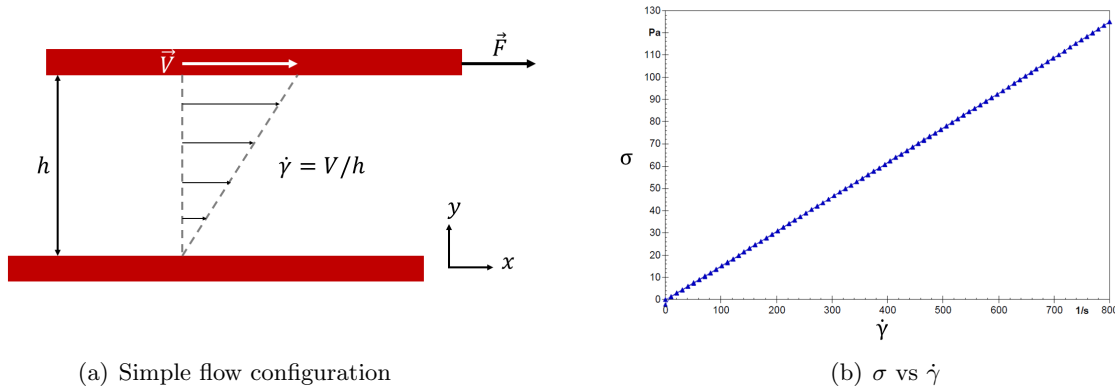 V⃗
F⃗
h
γ̇ = V/h
y
x
(a) Simple flow configuration
130
Pa
120
110
100
90
80
70
60
50
40
30
20
10
0
σ
0 100 200 300 400 500 600 700 1/s 800
γ̇
(b) σ vs γ̇